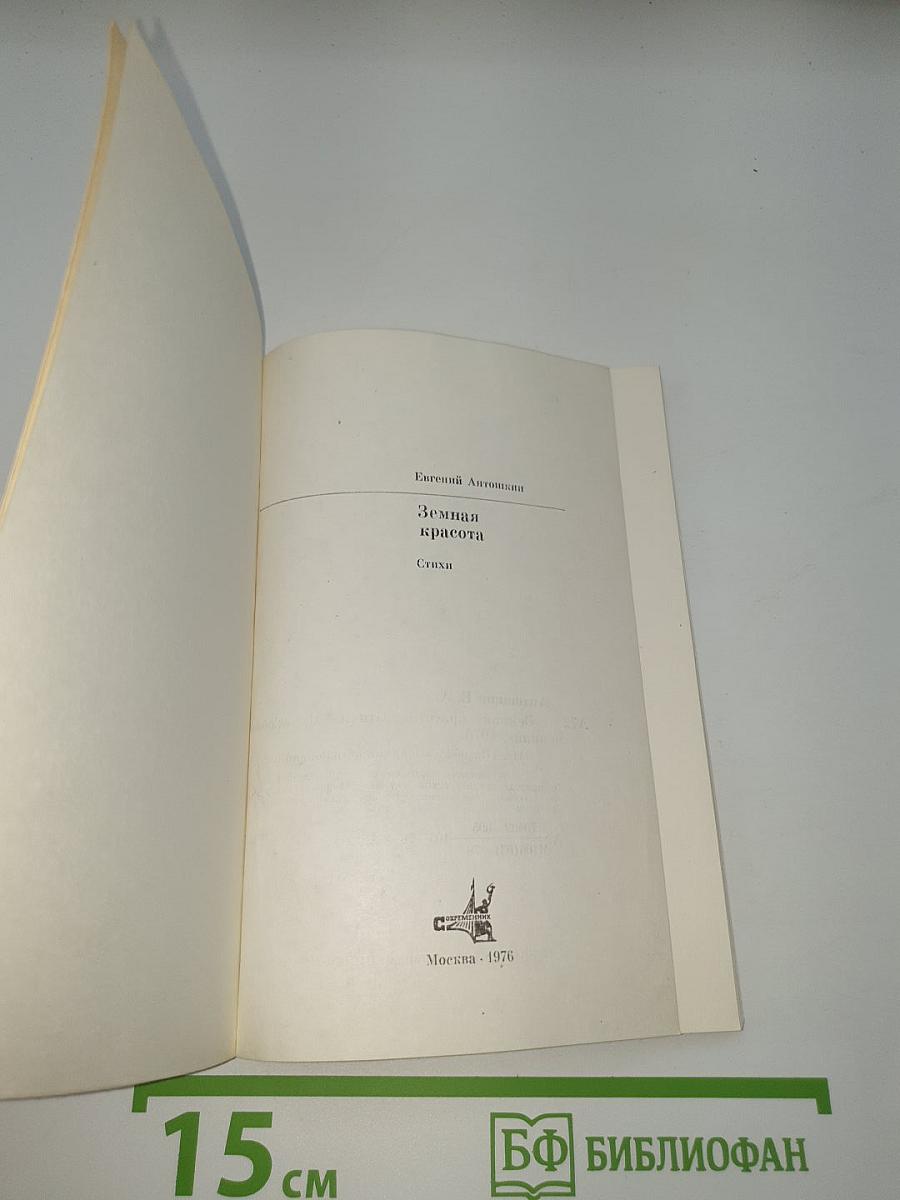 Евгений Антошкин
Земная
красота
Стихи
СОВРЕМЕННИК
Москва · 1976
15 см
БФ БИБЛИОФАН